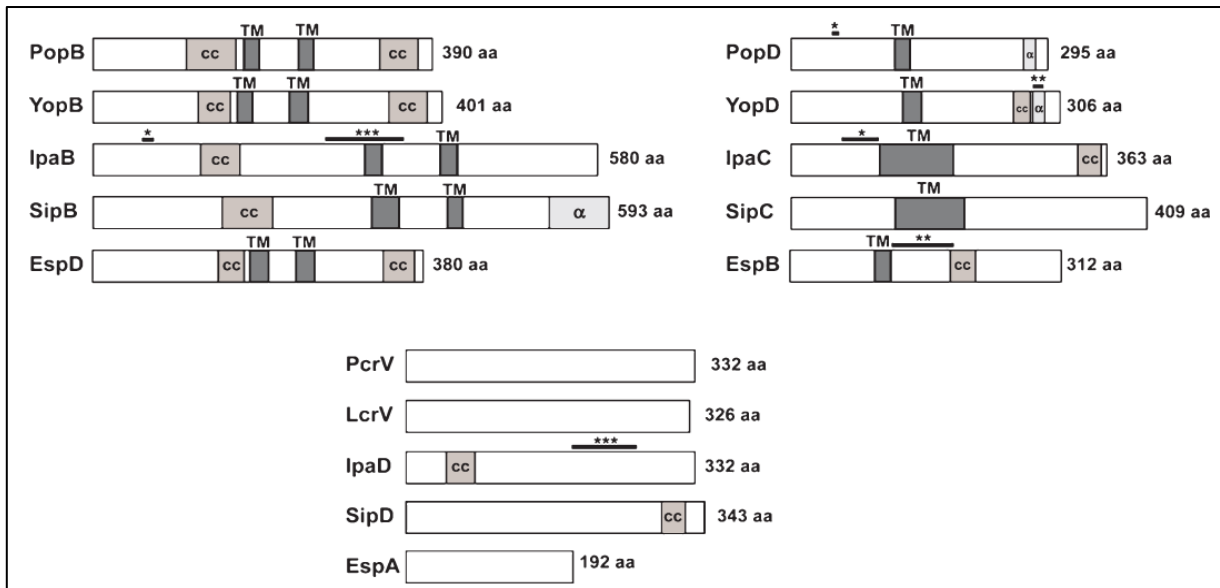 TM TM
PopB cc cc 390 aa
TM TM
YopB cc cc 401 aa
* *** TM
IpaB cc 580 aa
TM TM
SipB cc α 593 aa
TM TM
EspD cc cc 380 aa
* TM
PopD α 295 aa
TM **
YopD cc α 306 aa
* TM
IpaC cc 363 aa
TM
SipC 409 aa
TM **
EspB cc 312 aa
PcrV 332 aa
LcrV 326 aa
***
IpaD cc 332 aa
SipD cc 343 aa
EspA 192 aa